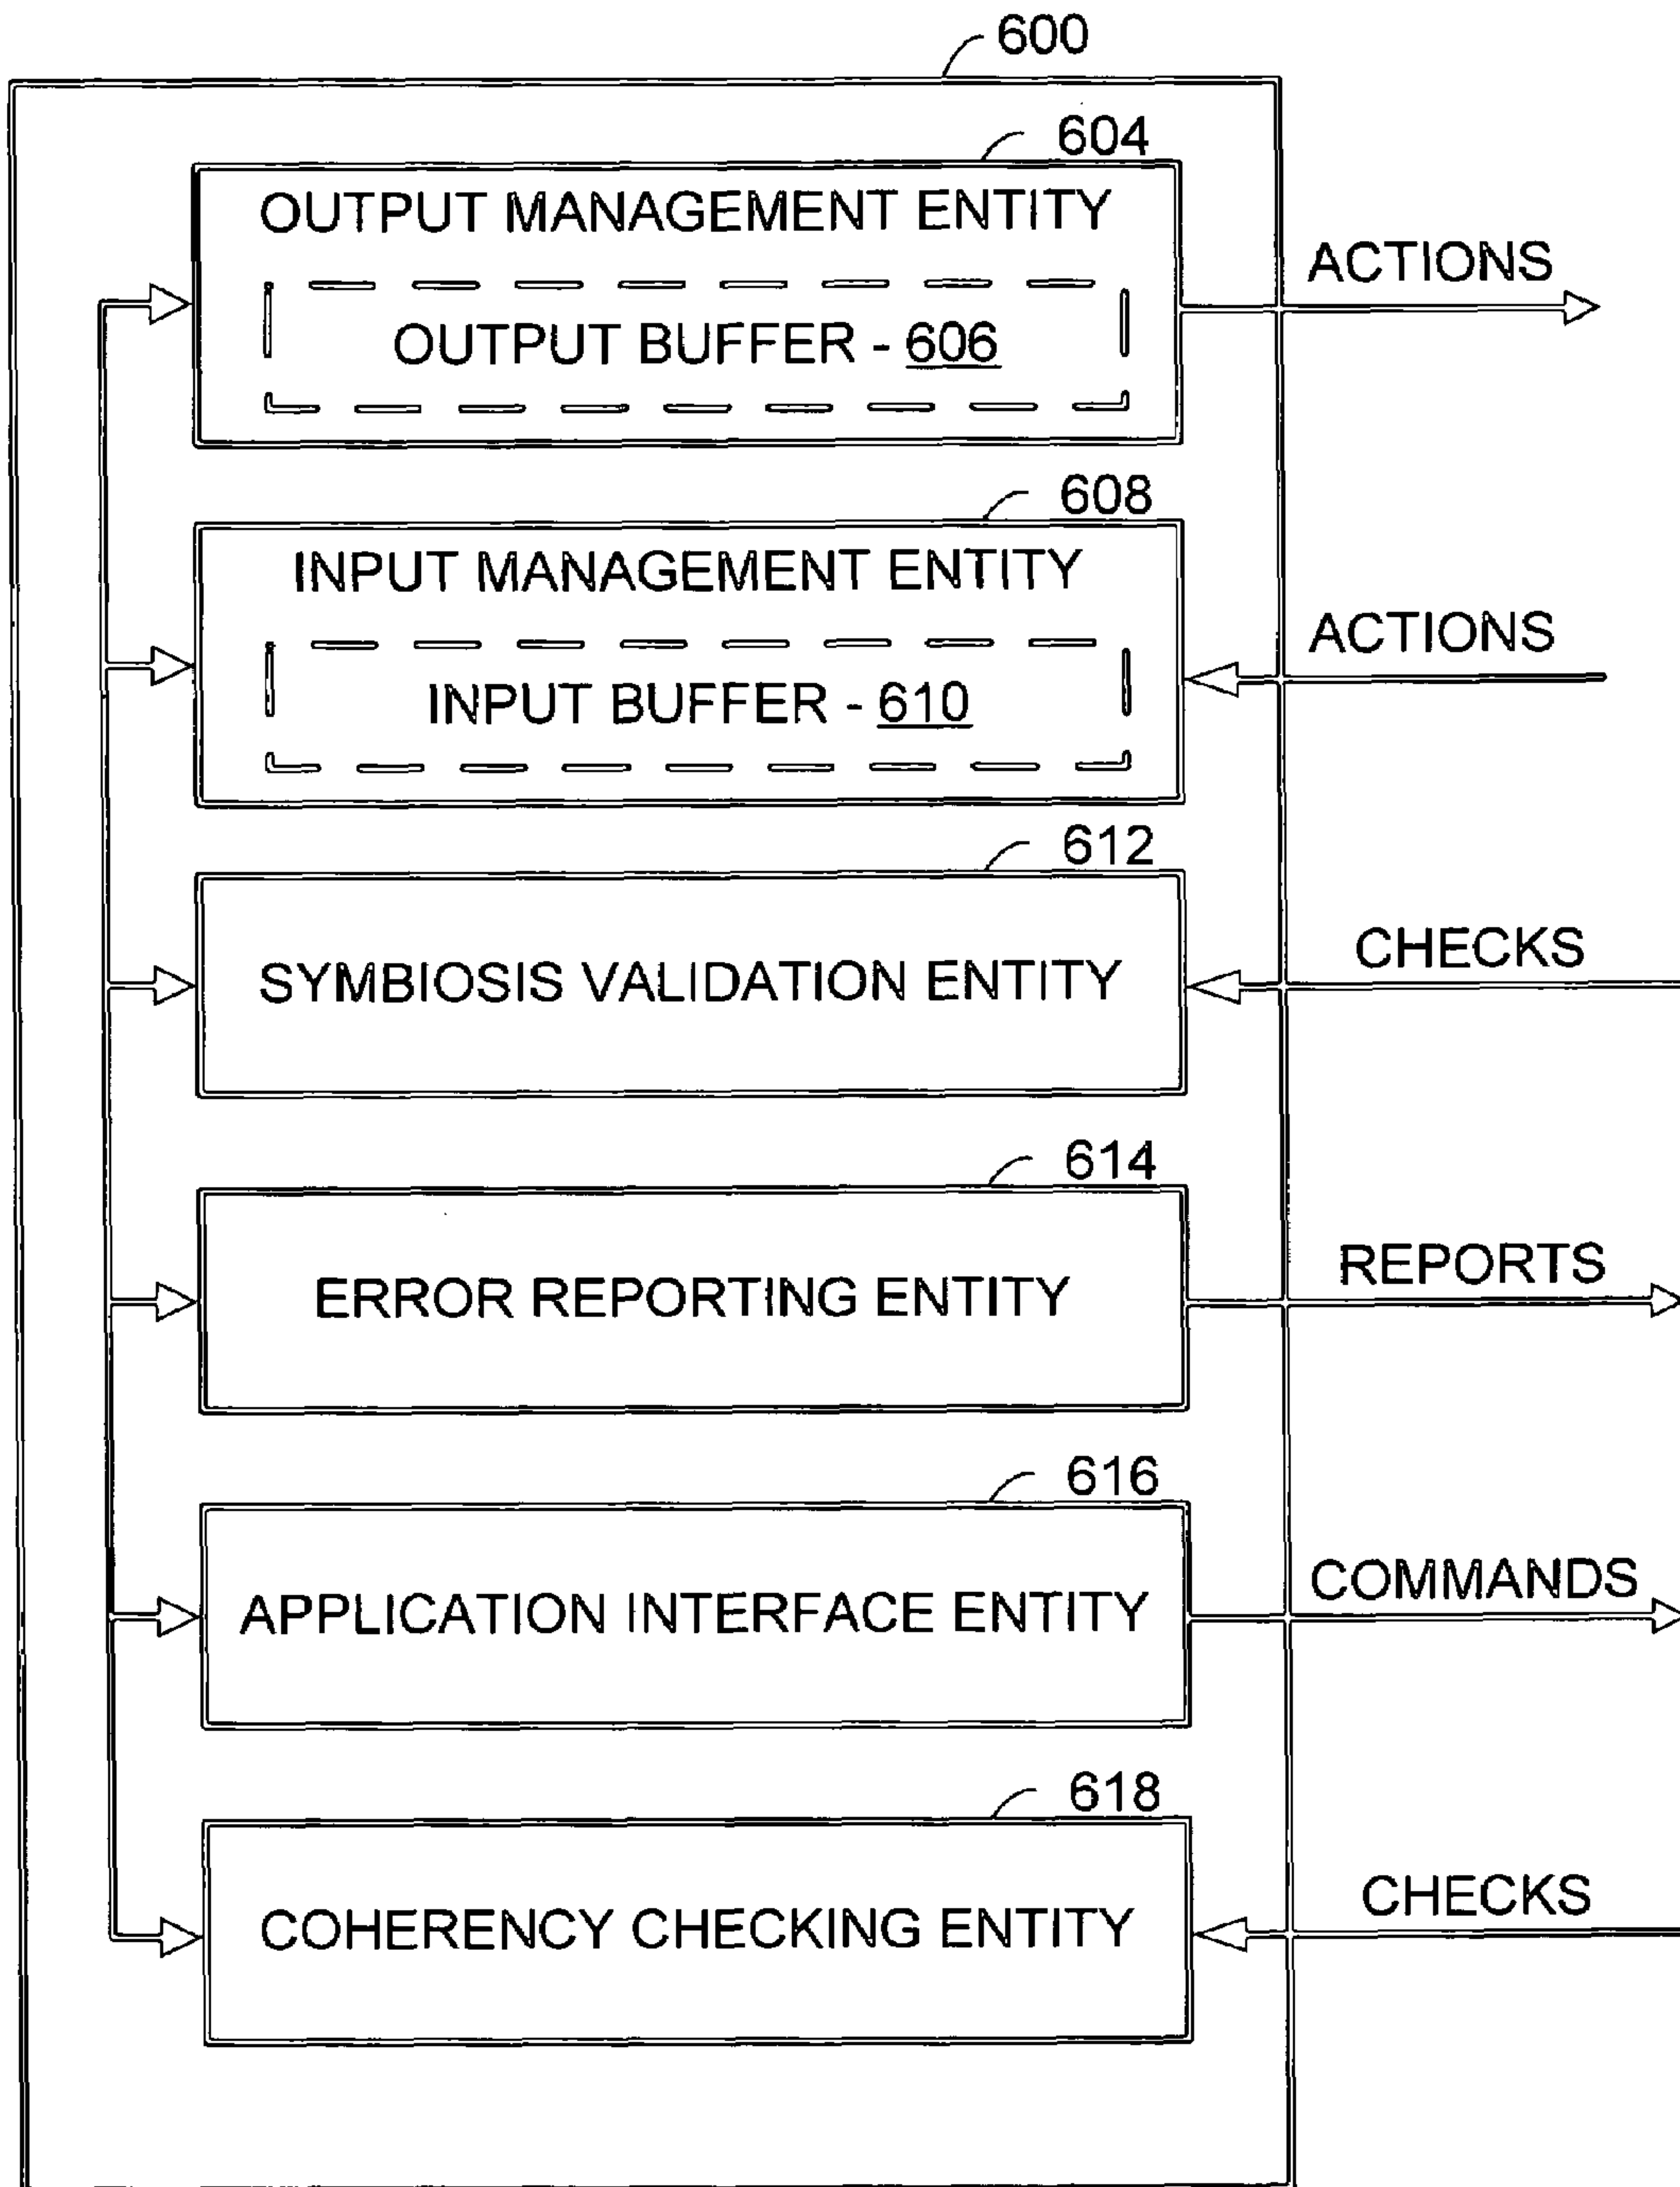 600
604
OUTPUT MANAGEMENT ENTITY
ACTIONS
OUTPUT BUFFER - 606
608
INPUT MANAGEMENT ENTITY
ACTIONS
INPUT BUFFER - 610
612
CHECKS
SYMBIOSIS VALIDATION ENTITY
614
REPORTS
ERROR REPORTING ENTITY
616
COMMANDS
APPLICATION INTERFACE ENTITY
618
CHECKS
COHERENCY CHECKING ENTITY